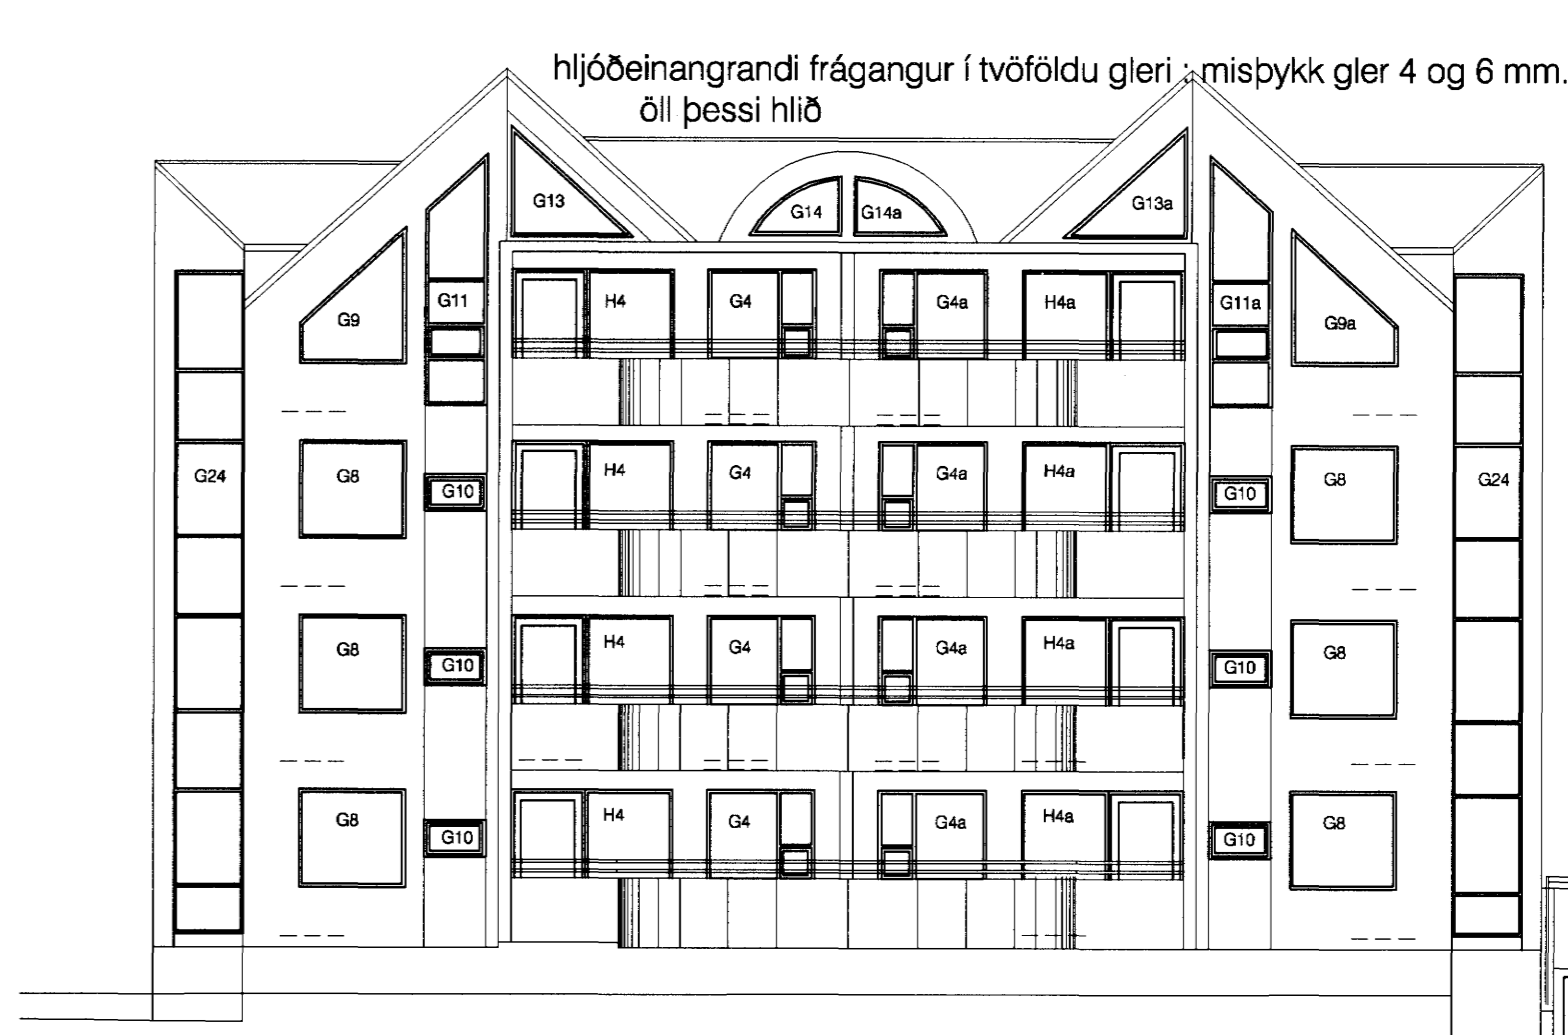 hljóðeinangrandi frágangur í tvöföldu gleri ; misþykk gler 4 og 6 mm.
öll þessi hlið
G13 G14 G14a G13a
G9 G11 H4 G4 G4a H4a G11a G9a
G24 G8 G10 H4 G4 G4a H4a G10 G8 G24
G8 G10 H4 G4 G4a H4a G10 G8
G8 G10 H4 G4 G4a H4a G10 G8